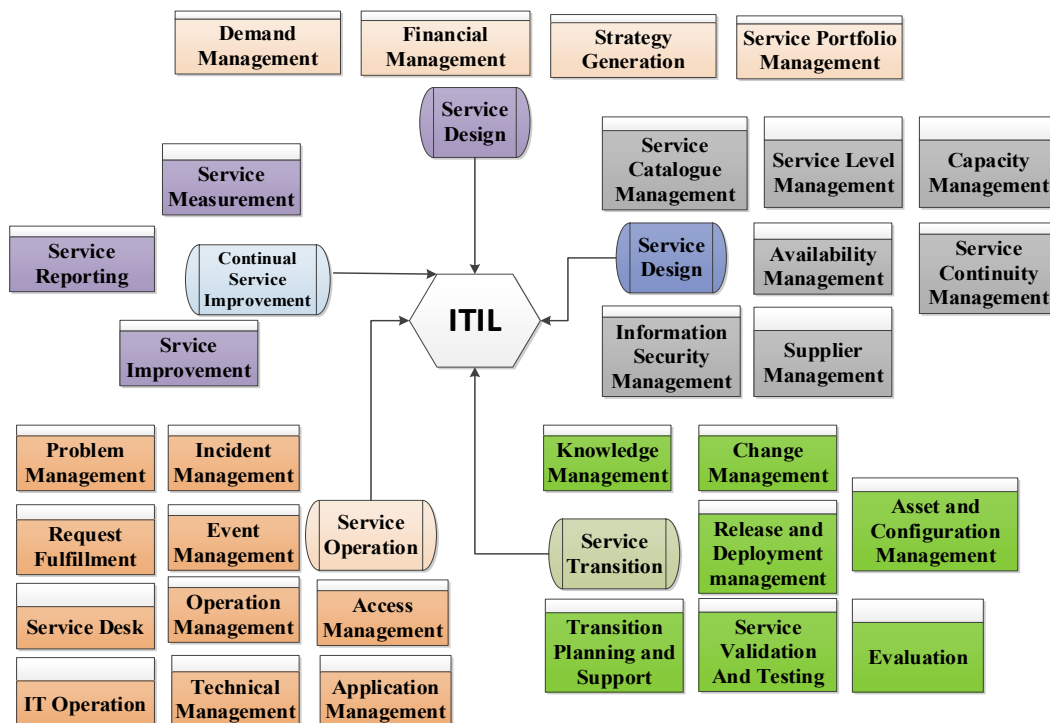 Demand
Management
Financial
Management
Strategy
Generation
Service Portfolio
Management
Service
Design
Service
Measurement
Service
Reporting
Continual
Service
Improvement
Srvice
Improvement
ITIL
Service
Catalogue
Management
Service Level
Management
Capacity
Management
Service
Design
Availability
Management
Service
Continuity
Management
Information
Security
Management
Supplier
Management
Problem
Management
Incident
Management
Request
Fulfillment
Event
Management
Service
Operation
Service Desk
Operation
Management
Access
Management
IT Operation
Technical
Management
Application
Management
Knowledge
Management
Change
Management
Service
Transition
Release and
Deployment
management
Asset and
Configuration
Management
Transition
Planning and
Support
Service
Validation
And Testing
Evaluation